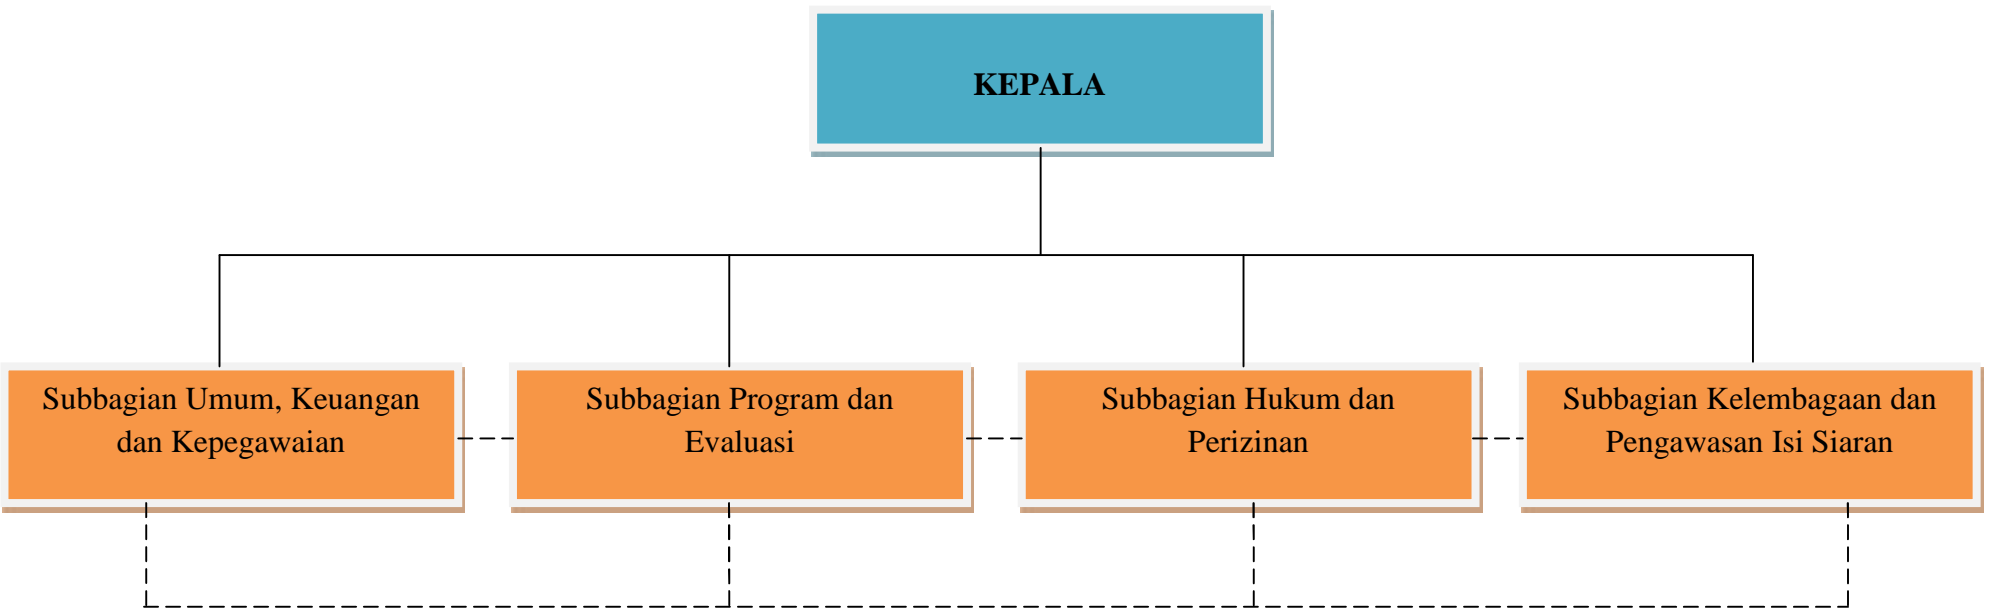 KEPALA
Subbagian Umum, Keuangan
dan Kepegawaian
Subbagian Program dan
Evaluasi
Subbagian Hukum dan
Perizinan
Subbagian Kelembagaan dan
Pengawasan Isi Siaran